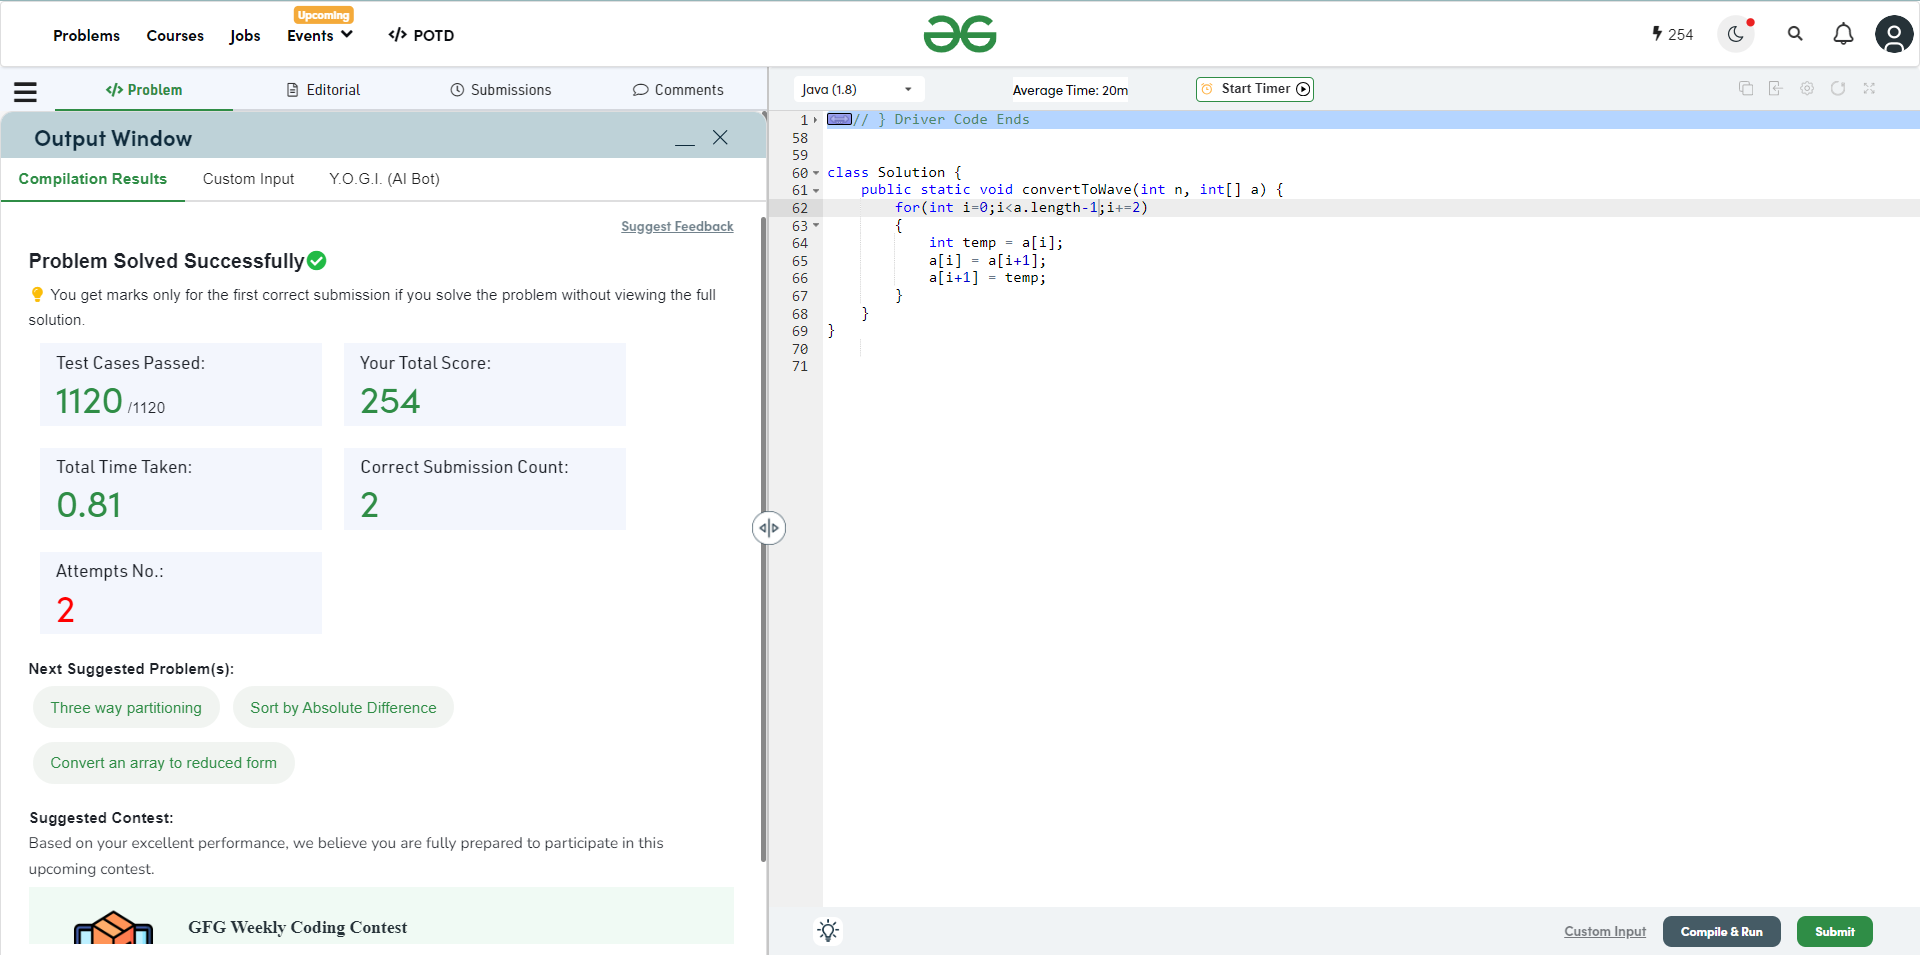 Upcoming
Problems Courses Jobs Events </> POTD
254
</> Problem Editorial Submissions Comments
Java (1.8) Average Time: 20m Start Timer
Output Window
Compilation Results Custom Input Y.O.G.I. (AI Bot)
Suggest Feedback
Problem Solved Successfully
You get marks only for the first correct submission if you solve the problem without viewing the full
solution.
Test Cases Passed: Your Total Score:
1120 /1120 254
Total Time Taken: Correct Submission Count:
0.81 2
Attempts No.:
2
Next Suggested Problem(s):
Three way partitioning Sort by Absolute Difference
Convert an array to reduced form
Suggested Contest:
Based on your excellent performance, we believe you are fully prepared to participate in this
upcoming contest.
GFG Weekly Coding Contest
1 // } Driver Code Ends
58
59
60 class Solution {
61 public static void convertToWave(int n, int[] a) {
62 for(int i=0;i<a.length-1;i+=2)
63 {
64 int temp = a[i];
65 a[i] = a[i+1];
66 a[i+1] = temp;
67 }
68 }
69 }
70
71
Custom Input Compile & Run Submit